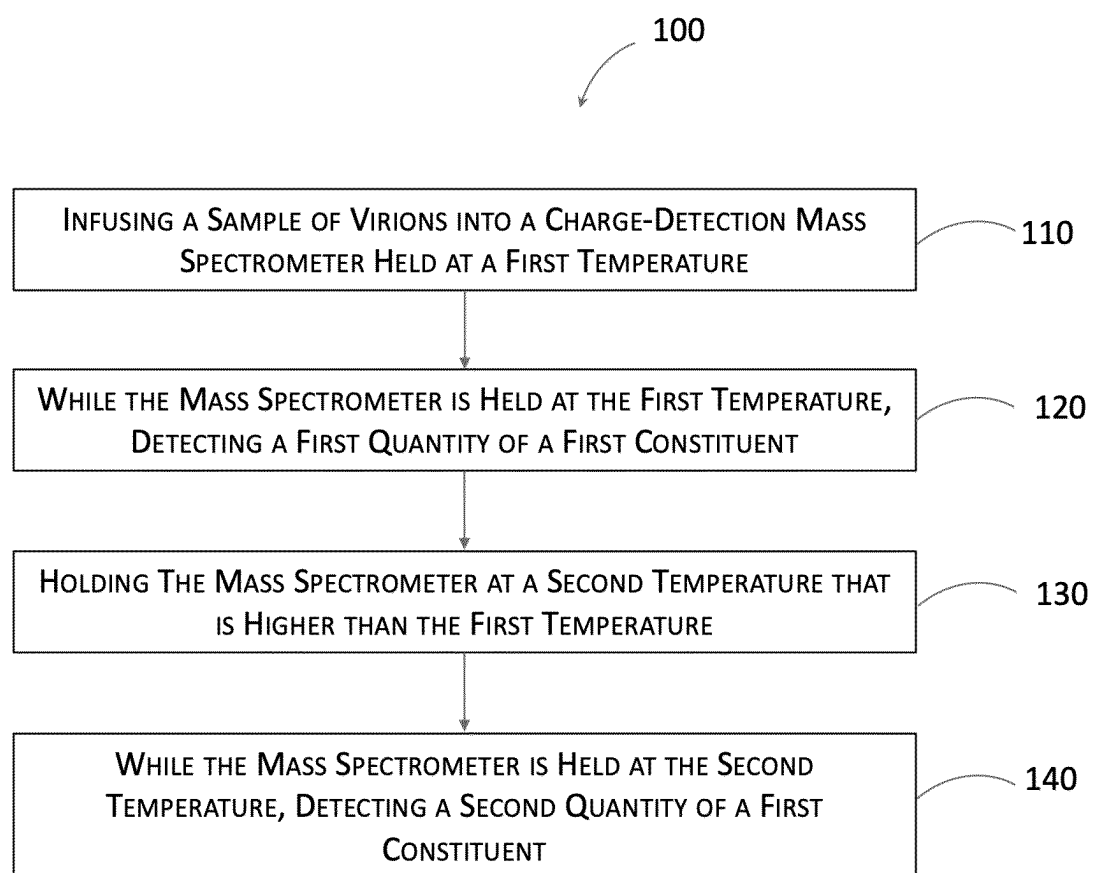 100
INFUSING A SAMPLE OF VIRIONS INTO A CHARGE-DETECTION MASS
SPECTROMETER HELD AT A FIRST TEMPERATURE
110
WHILE THE MASS SPECTROMETER IS HELD AT THE FIRST TEMPERATURE,
DETECTING A FIRST QUANTITY OF A FIRST CONSTITUENT
120
HOLDING THE MASS SPECTROMETER AT A SECOND TEMPERATURE THAT
IS HIGHER THAN THE FIRST TEMPERATURE
130
WHILE THE MASS SPECTROMETER IS HELD AT THE SECOND
TEMPERATURE, DETECTING A SECOND QUANTITY OF A FIRST
CONSTITUENT
140